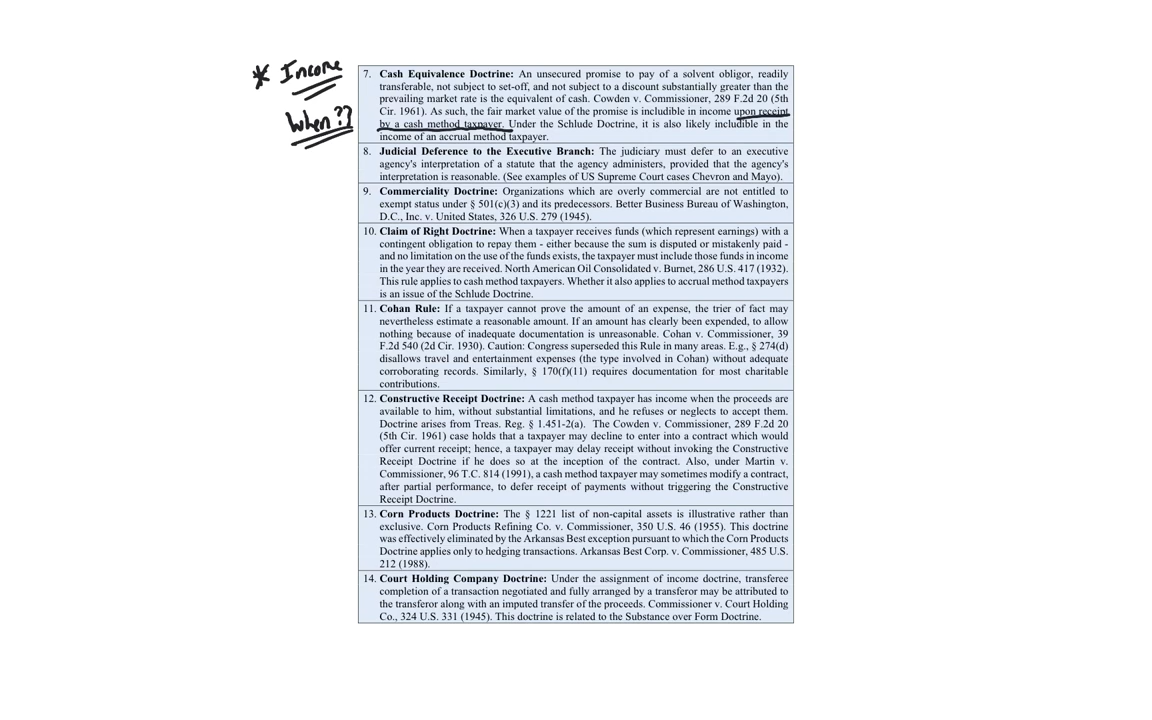 * Income
When??
7. Cash Equivalence Doctrine: An unsecured promise to pay of a solvent obligor, readily
transferable, not subject to set-off, and not subject to a discount substantially greater than the
prevailing market rate is the equivalent of cash. Cowden v. Commissioner, 289 F.2d 20 (5th
Cir. 1961). As such, the fair market value of the promise is includible in income upon receipt
by a cash method taxpayer. Under the Schlude Doctrine, it is also likely includible in the
income of an accrual method taxpayer.
8. Judicial Deference to the Executive Branch: The judiciary must defer to an executive
agency's interpretation of a statute that the agency administers, provided that the agency's
interpretation is reasonable. (See examples of US Supreme Court cases Chevron and Mayo).
9. Commerciality Doctrine: Organizations which are overly commercial are not entitled to
exempt status under § 501(c)(3) and its predecessors. Better Business Bureau of Washington,
D.C., Inc. v. United States, 326 U.S. 279 (1945).
10. Claim of Right Doctrine: When a taxpayer receives funds (which represent earnings) with a
contingent obligation to repay them - either because the sum is disputed or mistakenly paid -
and no limitation on the use of the funds exists, the taxpayer must include those funds in income
in the year they are received. North American Oil Consolidated v. Burnet, 286 U.S. 417 (1932).
This rule applies to cash method taxpayers. Whether it also applies to accrual method taxpayers
is an issue of the Schlude Doctrine.
11. Cohan Rule: If a taxpayer cannot prove the amount of an expense, the trier of fact may
nevertheless estimate a reasonable amount. If an amount has clearly been expended, to allow
nothing because of inadequate documentation is unreasonable. Cohan v. Commissioner, 39
F.2d 540 (2d Cir. 1930). Caution: Congress superseded this Rule in many areas. E.g., § 274(d)
disallows travel and entertainment expenses (the type involved in Cohan) without adequate
corroborating records. Similarly, § 170(f)(11) requires documentation for most charitable
contributions.
12. Constructive Receipt Doctrine: A cash method taxpayer has income when the proceeds are
available to him, without substantial limitations, and he refuses or neglects to accept them.
Doctrine arises from Treas. Reg. § 1.451-2(a). The Cowden v. Commissioner, 289 F.2d 20
(5th Cir. 1961) case holds that a taxpayer may decline to enter into a contract which would
offer current receipt; hence, a taxpayer may delay receipt without invoking the Constructive
Receipt Doctrine if he does so at the inception of the contract. Also, under Martin v.
Commissioner, 96 T.C. 814 (1991), a cash method taxpayer may sometimes modify a contract,
after partial performance, to defer receipt of payments without triggering the Constructive
Receipt Doctrine.
13. Corn Products Doctrine: The § 1221 list of non-capital assets is illustrative rather than
exclusive. Corn Products Refining Co. v. Commissioner, 350 U.S. 46 (1955). This doctrine
was effectively eliminated by the Arkansas Best exception pursuant to which the Corn Products
Doctrine applies only to hedging transactions. Arkansas Best Corp. v. Commissioner, 485 U.S.
212 (1988).
14. Court Holding Company Doctrine: Under the assignment of income doctrine, transferee
completion of a transaction negotiated and fully arranged by a transferor may be attributed to
the transferor along with an imputed transfer of the proceeds. Commissioner v. Court Holding
Co., 324 U.S. 331 (1945). This doctrine is related to the Substance over Form Doctrine.